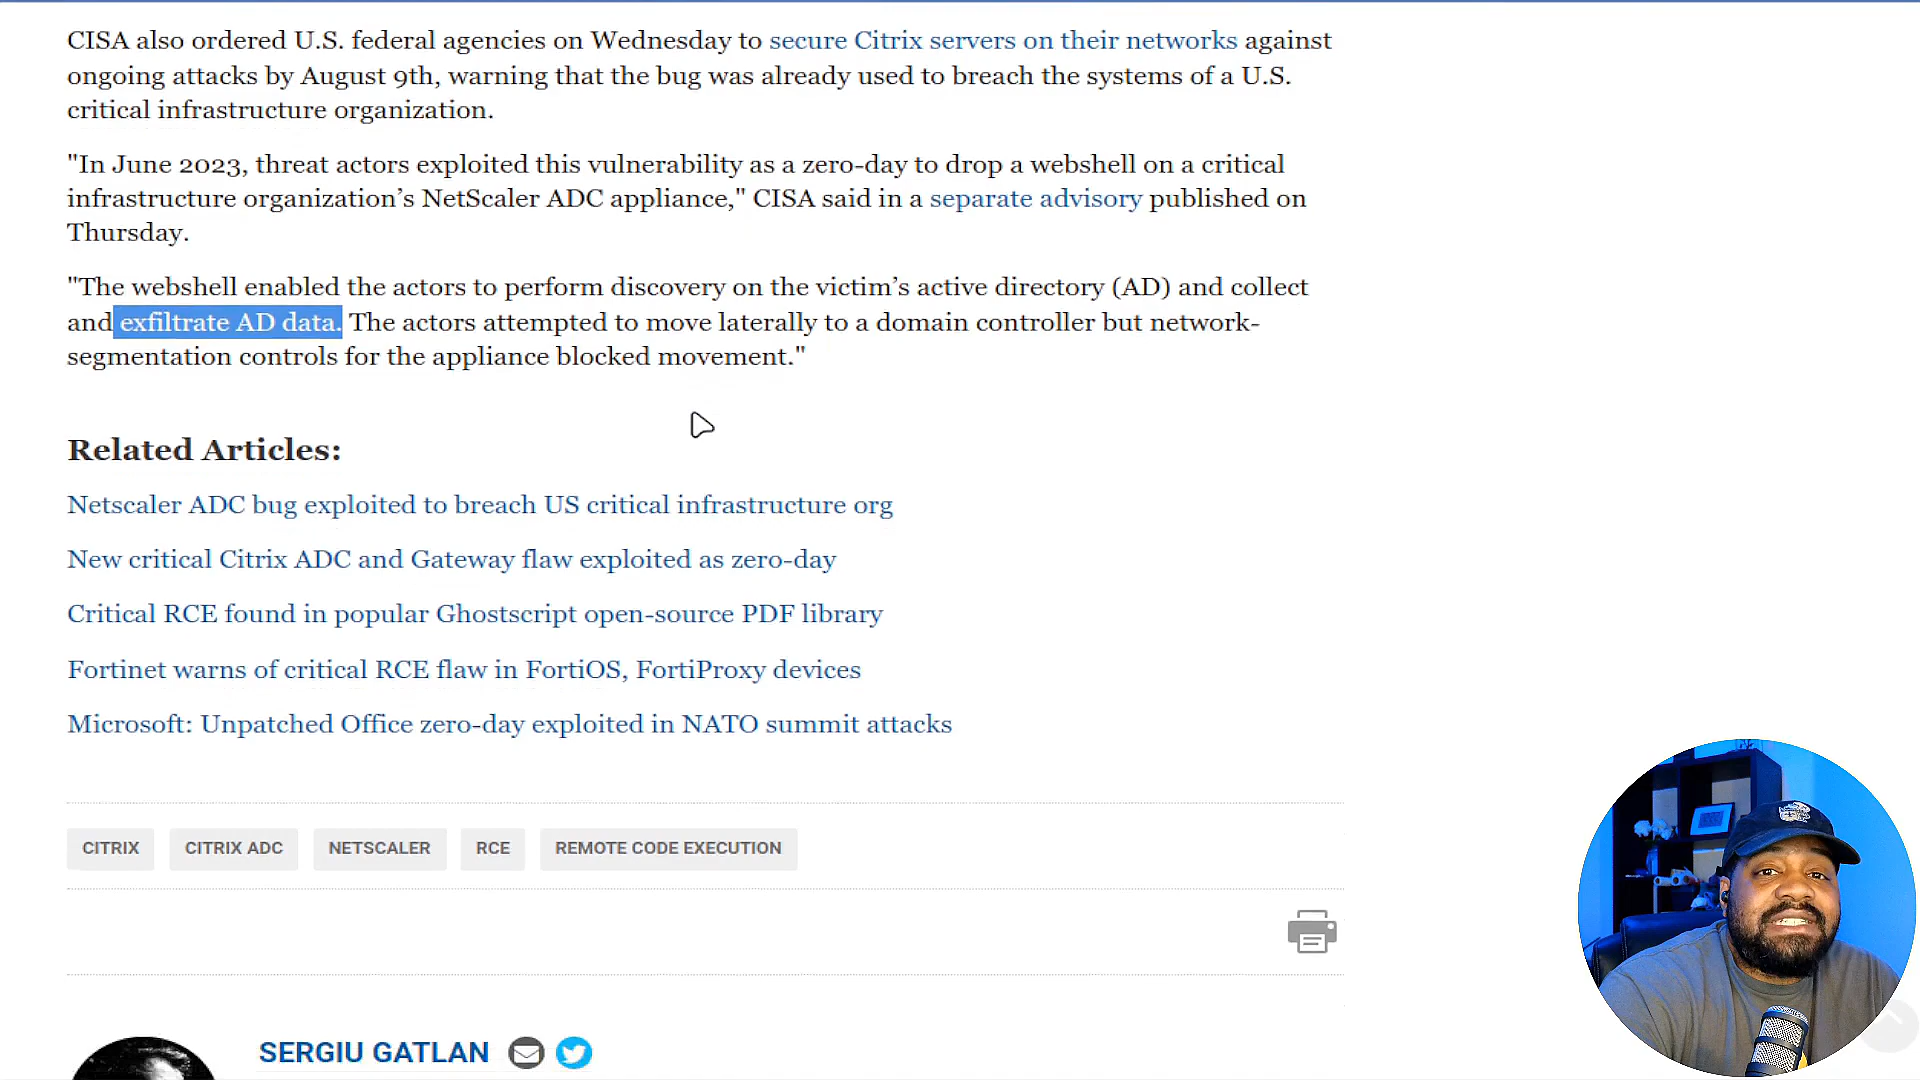 CISA also ordered U.S. federal agencies on Wednesday to secure Citrix servers on their networks against
ongoing attacks by August 9th, warning that the bug was already used to breach the systems of a U.S.
critical infrastructure organization.
"In June 2023, threat actors exploited this vulnerability as a zero-day to drop a webshell on a critical
infrastructure organization’s NetScaler ADC appliance," CISA said in a separate advisory published on
Thursday.
"The webshell enabled the actors to perform discovery on the victim’s active directory (AD) and collect
and exfiltrate AD data. The actors attempted to move laterally to a domain controller but network-
segmentation controls for the appliance blocked movement."
Related Articles:
Netscaler ADC bug exploited to breach US critical infrastructure org
New critical Citrix ADC and Gateway flaw exploited as zero-day
Critical RCE found in popular Ghostscript open-source PDF library
Fortinet warns of critical RCE flaw in FortiOS, FortiProxy devices
Microsoft: Unpatched Office zero-day exploited in NATO summit attacks
CITRIX CITRIX ADC NETSCALER RCE REMOTE CODE EXECUTION
SERGIU GATLAN